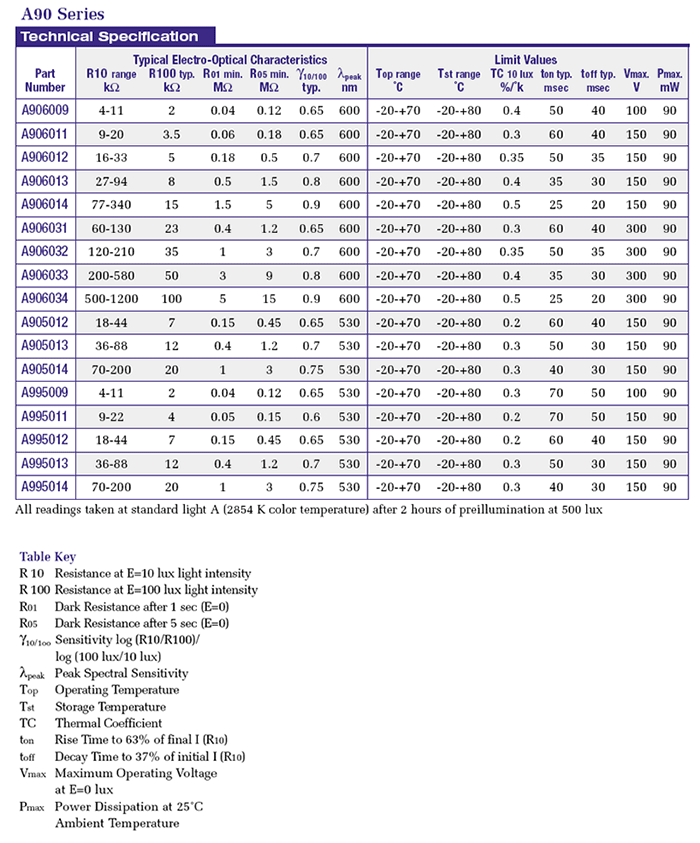 A90 Series
Technical Specification
Typical Electro-Optical Characteristics Limit Values
Part R10 range R100 typ. R01 min. R05 min. γ10/100 λpeak Top range Tst range TC 10 lux ton typ. toff typ. Vmax. Pmax.
Number kΩ kΩ MΩ MΩ typ. nm °C °C %/°k msec msec V mW
A906009 4-11 2 0.04 0.12 0.65 600 -20-+70 -20-+80 0.4 50 50 100 90
A906011 9-20 3.5 0.06 0.18 0.65 600 -20-+70 -20-+80 0.3 60 40 150 90
A906012 16-33 5 0.18 0.5 0.7 600 -20-+70 -20-+80 0.35 50 35 150 90
A906013 27-94 8 0.5 1.5 0.8 600 -20-+70 -20-+80 0.4 35 30 150 90
A906014 77-340 15 1.5 5 0.9 600 -20-+70 -20-+80 0.5 25 20 150 90
A906031 60-130 23 0.4 1.2 0.65 600 -20-+70 -20-+80 0.3 60 40 300 90
A906032 120-210 35 1 3 0.7 600 -20-+70 -20-+80 0.35 50 35 300 90
A906033 200-580 50 3 9 0.8 600 -20-+70 -20-+80 0.4 35 30 300 90
A906034 500-1200 100 5 15 0.9 600 -20-+70 -20-+80 0.5 25 20 300 90
A905012 18-44 7 0.15 0.45 0.65 530 -20-+70 -20-+80 0.2 60 40 150 90
A905013 36-88 12 0.4 1.2 0.7 530 -20-+70 -20-+80 0.3 50 30 150 90
A905014 70-200 20 1 3 0.75 530 -20-+70 -20-+80 0.3 40 30 150 90
A995009 4-11 2 0.04 0.12 0.65 530 -20-+70 -20-+80 0.3 70 50 100 90
A995011 9-22 4 0.05 0.15 0.6 530 -20-+70 -20-+80 0.2 70 50 150 90
A995012 18-44 7 0.15 0.45 0.65 530 -20-+70 -20-+80 0.2 60 40 150 90
A995013 36-88 12 0.4 1.2 0.7 530 -20-+70 -20-+80 0.3 50 30 150 90
A995014 70-200 20 1 3 0.75 530 -20-+70 -20-+80 0.3 40 30 150 90
All readings taken at standard light A (2854 K color temperature) after 2 hours of preillumination at 500 lux
Table Key
R 10 Resistance at E=10 lux light intensity
R 100 Resistance at E=100 lux light intensity
R01 Dark Resistance after 1 sec (E=0)
R05 Dark Resistance after 5 sec (E=0)
γ10/100 Sensitivity log (R10/R100)/
log (100 lux/10 lux)
λpeak Peak Spectral Sensitivity
Top Operating Temperature
Tst Storage Temperature
TC Thermal Coefficient
ton Rise Time to 63% of final I (R10)
toff Decay Time to 37% of initial I (R10)
Vmax Maximum Operating Voltage
at E=0 lux
Pmax Power Dissipation at 25°C
Ambient Temperature